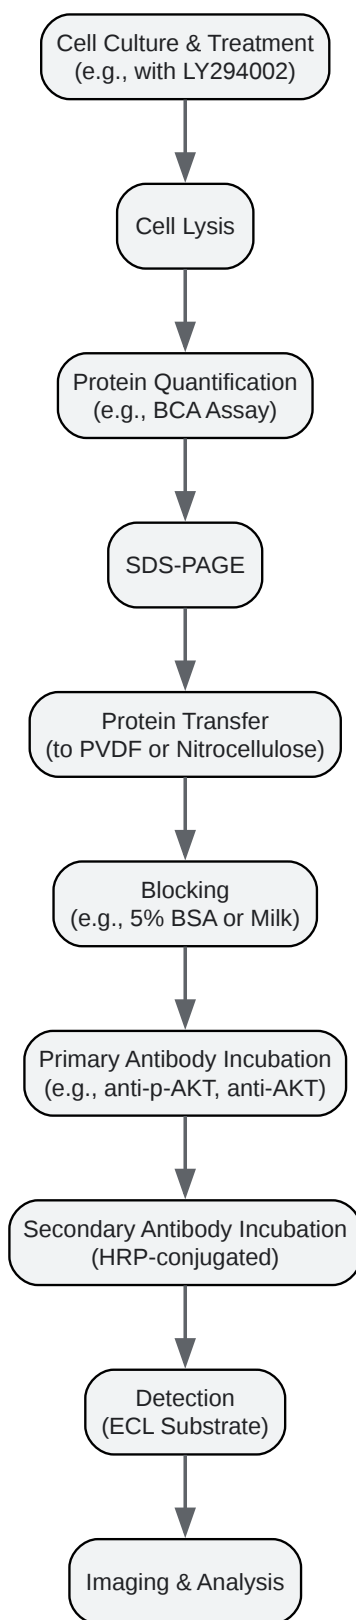 Cell Culture & Treatment
(e.g., with LY294002)
Cell Lysis
Protein Quantification
(e.g., BCA Assay)
SDS-PAGE
Protein Transfer
(to PVDF or Nitrocellulose)
Blocking
(e.g., 5% BSA or Milk)
Primary Antibody Incubation
(e.g., anti-p-AKT, anti-AKT)
Secondary Antibody Incubation
(HRP-conjugated)
Detection
(ECL Substrate)
Imaging & Analysis